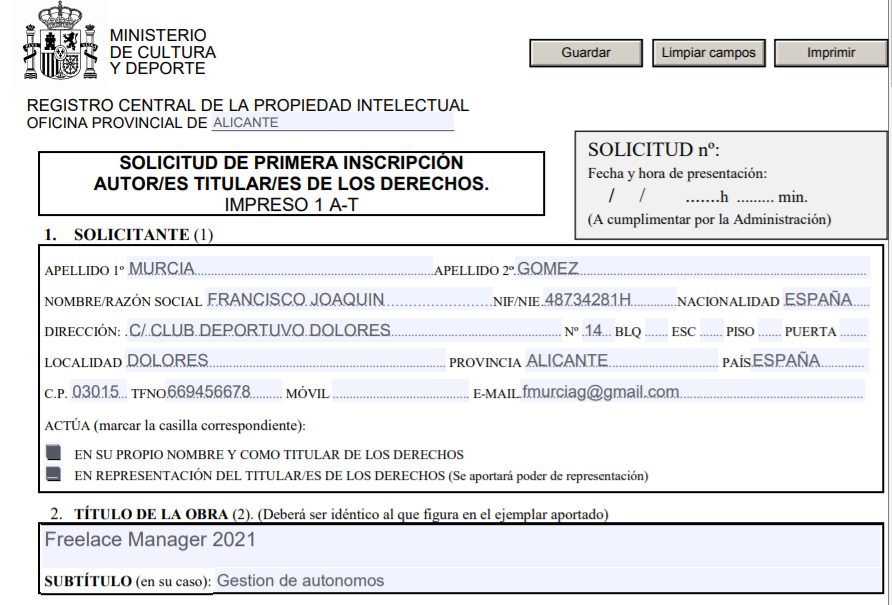 MINISTERIO
DE CULTURA
Y DEPORTE
Guardar
Limpiar campos
Imprimir
REGISTRO CENTRAL DE LA PROPIEDAD INTELECTUAL
OFICINA PROVINCIAL DE ALICANTE
SOLICITUD DE PRIMERA INSCRIPCIÓN
AUTOR/ES TITULAR/ES DE LOS DERECHOS.
IMPRESO 1 A-T
SOLICITUD nº:
Fecha y hora de presentación:
/ / .......h ......... min.
(A cumplimentar por la Administración)
1. SOLICITANTE (1)
APELLIDO 1º MURCIA APELLIDO 2º GOMEZ
NOMBRE/RAZÓN SOCIAL FRANCISCO JOAQUIN NIF/NIE 48734281H NACIONALIDAD ESPAÑA
DIRECCIÓN: C/ CLUB DEPORTUVO DOLORES Nº 14 BLQ ESC PISO PUERTA
LOCALIDAD DOLORES PROVINCIA ALICANTE PAÍS ESPAÑA
C.P. 03015 TFNO 669456678 MÓVIL E-MAIL fmurciag@gmail.com
ACTÚA (marcar la casilla correspondiente):
EN SU PROPIO NOMBRE Y COMO TITULAR DE LOS DERECHOS
EN REPRESENTACIÓN DEL TITULAR/ES DE LOS DERECHOS (Se aportará poder de representación)
2. TÍTULO DE LA OBRA (2). (Deberá ser idéntico al que figura en el ejemplar aportado)
Freelace Manager 2021
SUBTÍTULO (en su caso): Gestion de autonomos